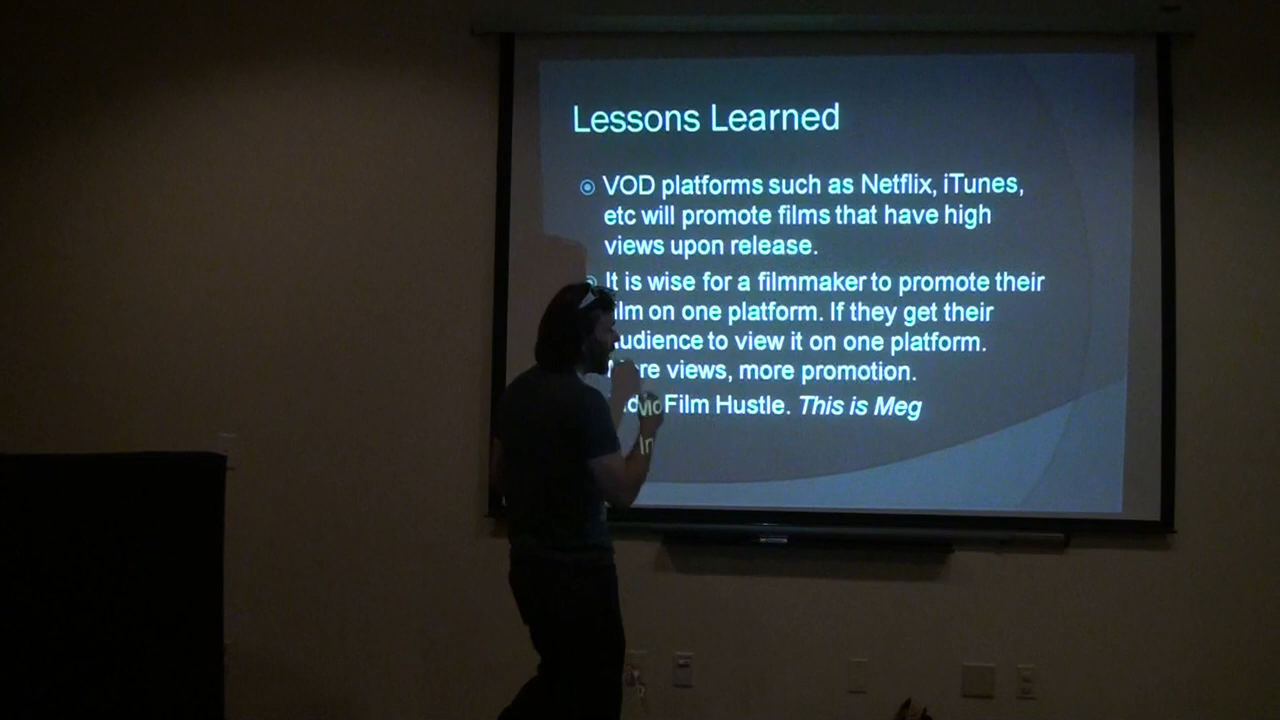 Lessons Learned
VOD platforms such as Netflix, iTunes,
etc will promote films that have high
views upon release.
It is wise for a filmmaker to promote their
ilm on one platform. If they get their
udience to view it on one platform.
re views, more promotion.
Film Hustle. This is Meg